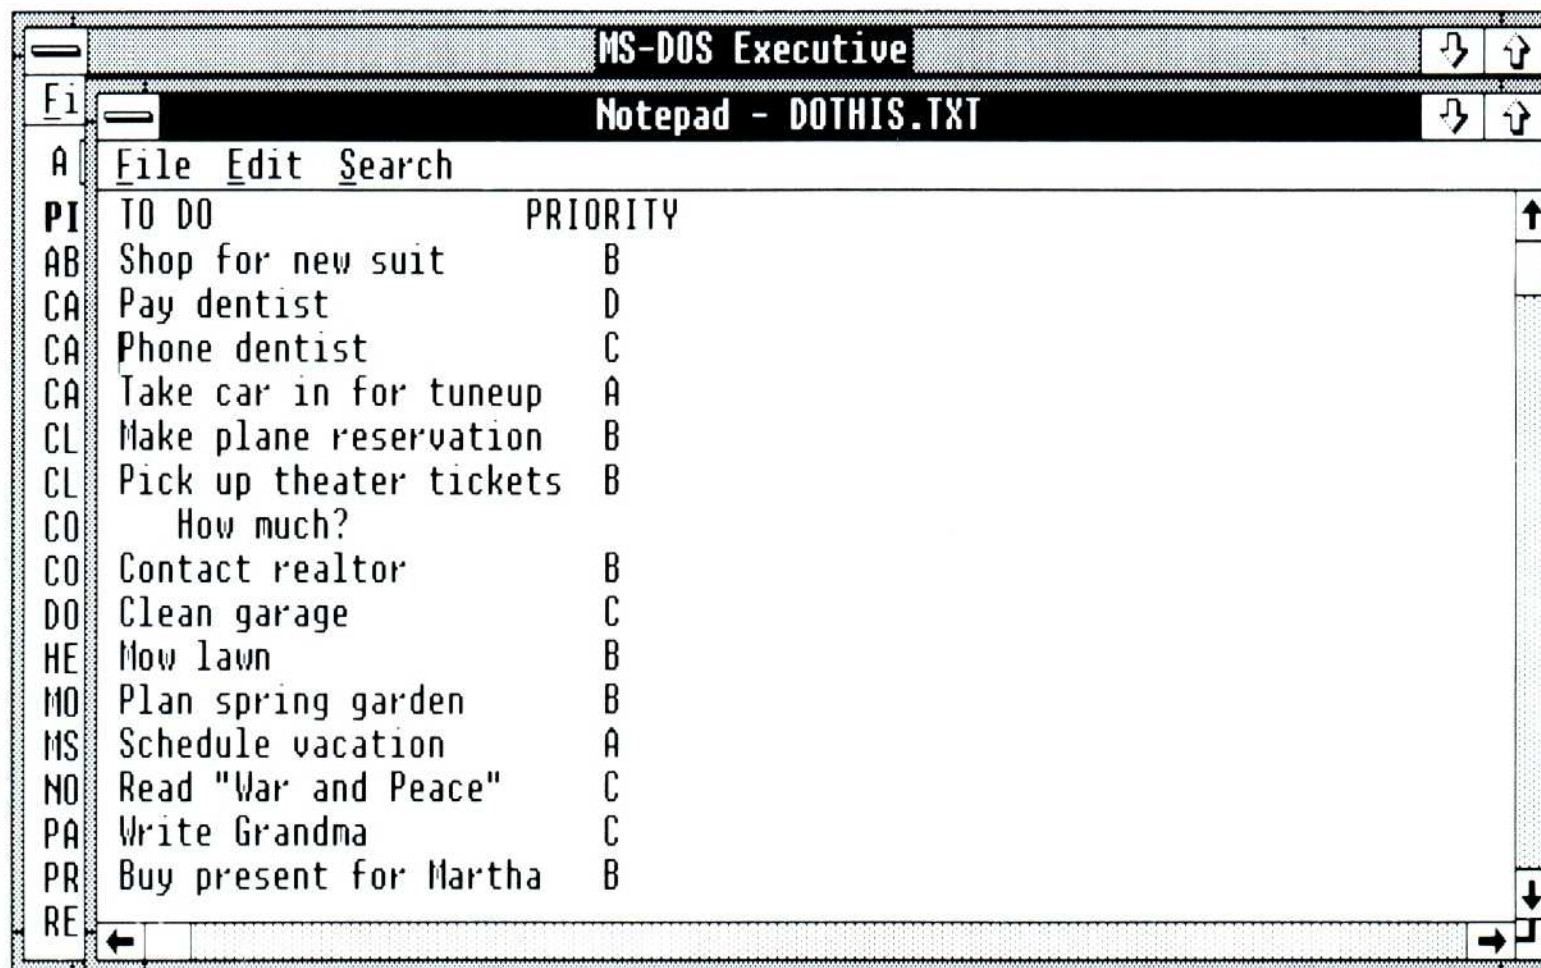 MS-DOS Executive
Fi
Notepad - DOTHIS.TXT
A
File Edit Search
PI
AB
CA
CA
CA
CL
CL
CO
CO
DO
HE
MO
MS
NO
PA
PR
RE
TO DO PRIORITY
Shop for new suit B
Pay dentist D
Phone dentist C
Take car in for tuneup A
Make plane reservation B
Pick up theater tickets B
How much?
Contact realtor B
Clean garage C
Mow lawn B
Plan spring garden B
Schedule vacation A
Read "War and Peace" C
Write Grandma C
Buy present for Martha B